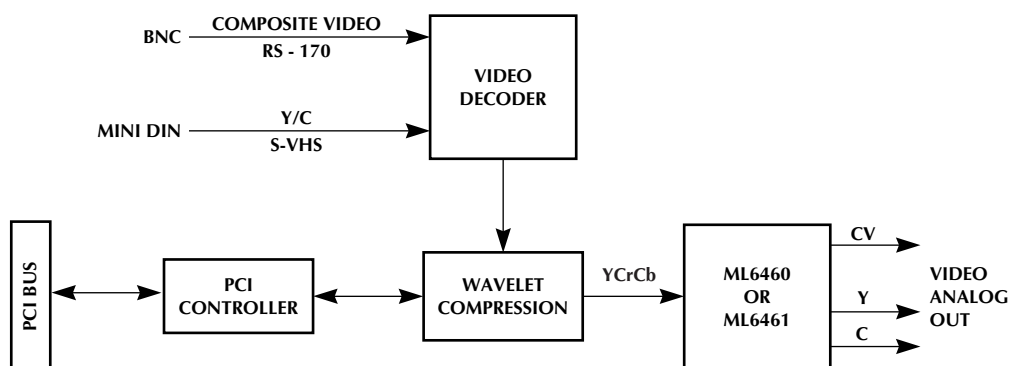 BNC
COMPOSITE VIDEO
RS - 170
MINI DIN
Y/C
S-VHS
VIDEO
DECODER
PCI BUS
PCI
CONTROLLER
WAVELET
COMPRESSION
YCrCb
ML6460
OR
ML6461
CV
Y
C
VIDEO
ANALOG
OUT